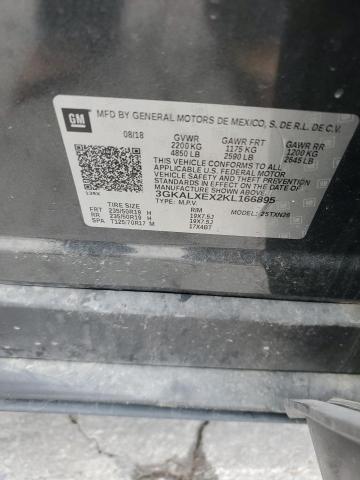 GM
MFD BY GENERAL MOTORS DE MEXICO, S. DE R.L. DE C.V.
08/18 GVWR GAWR FRT GAWR RR
2200 KG 1175 KG 1200 KG
4850 LB 2590 LB 2645 LB
THIS VEHICLE CONFORMS TO ALL APPLICABLE U.S. FEDERAL MOTOR
VEHICLE SAFETY AND THEFT PREVENTION STANDARDS IN
EFFECT ON THE DATE OF MANUFACTURE SHOWN ABOVE.
3GKALXEX2KL166895
TYPE: M.P.V. MODEL: 25TXN26
TIRE SIZE RIM
FRT 235/50R19 H 19X7.5J
RR 235/50R19 H 19X7.5J
SPA T125/70R17 M 17X4BT